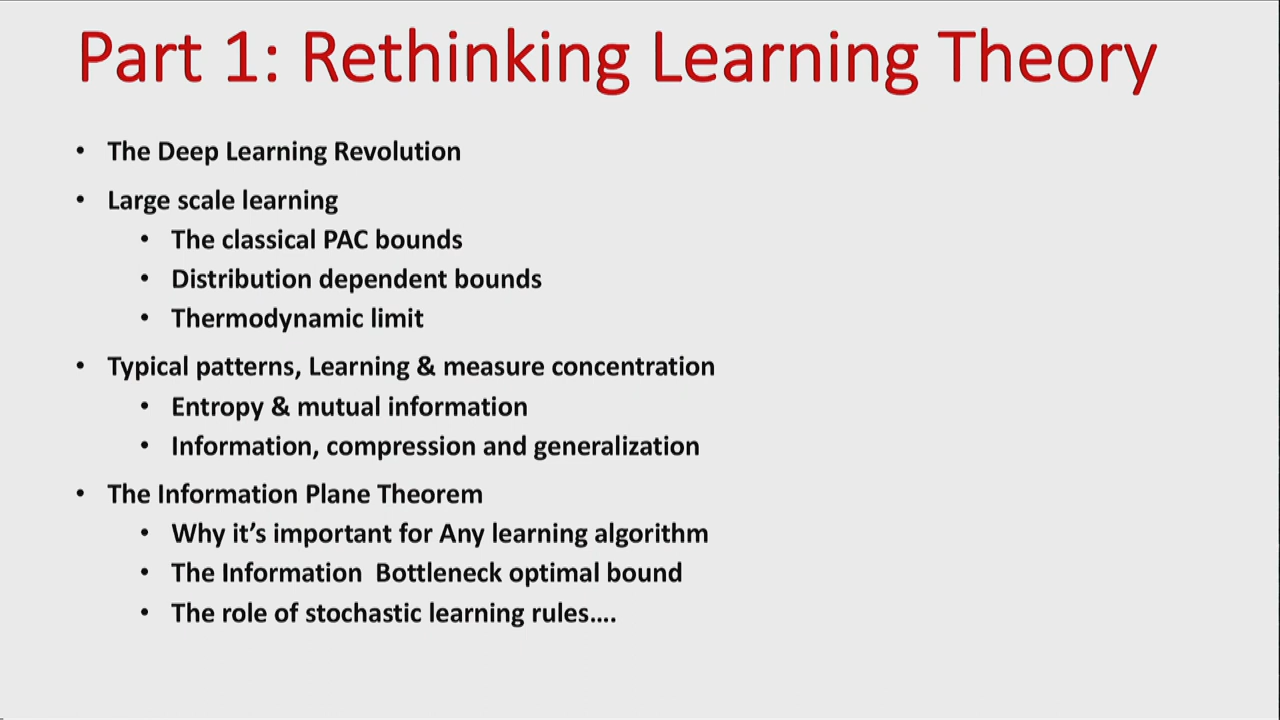 Part 1: Rethinking Learning Theory
• The Deep Learning Revolution
• Large scale learning
• The classical PAC bounds
• Distribution dependent bounds
• Thermodynamic limit
• Typical patterns, Learning & measure concentration
• Entropy & mutual information
• Information, compression and generalization
• The Information Plane Theorem
• Why it’s important for Any learning algorithm
• The Information  Bottleneck optimal bound
• The role of stochastic learning rules....